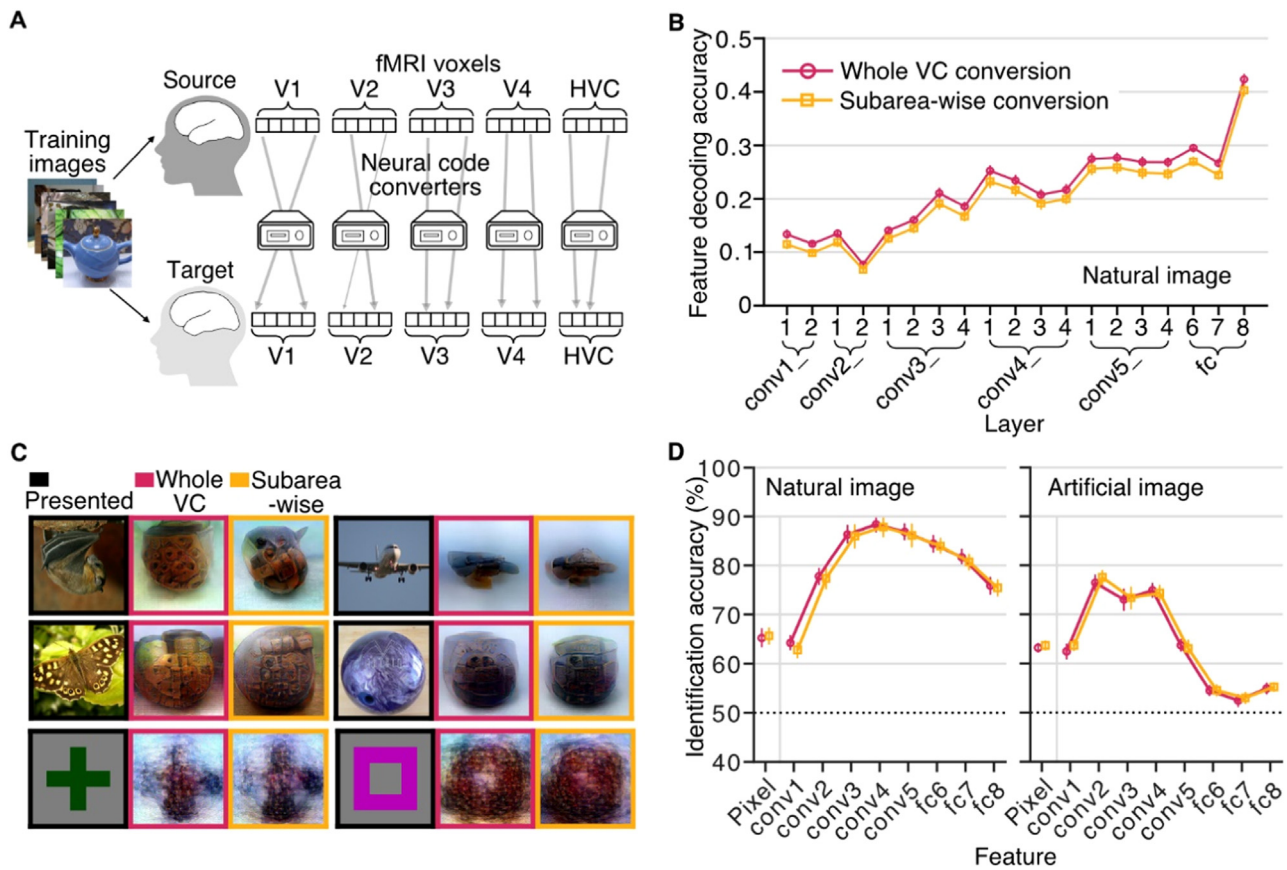 A
fMRI voxels
Source
V1 V2 V3 V4 HVC
Training
images
Neural code
converters
Target
V1 V2 V3 V4 HVC
B
Feature decoding accuracy
0.5
0.4
0.3
0.2
0.1
0
Whole VC conversion
Subarea-wise conversion
Natural image
1 2 1 2 1 2 3 4 1 2 3 4 1 2 3 4 6 7 8
conv1_ conv2_ conv3_ conv4_ conv5_ fc
Layer
C
Presented
Whole
VC
Subarea
-wise
D
Identification accuracy (%)
100
90
80
70
60
50
40
Natural image
Artificial image
Pixel conv1 conv2 conv3 conv4 conv5 fc6 fc7 fc8
Pixel conv1 conv2 conv3 conv4 conv5 fc6 fc7 fc8
Feature